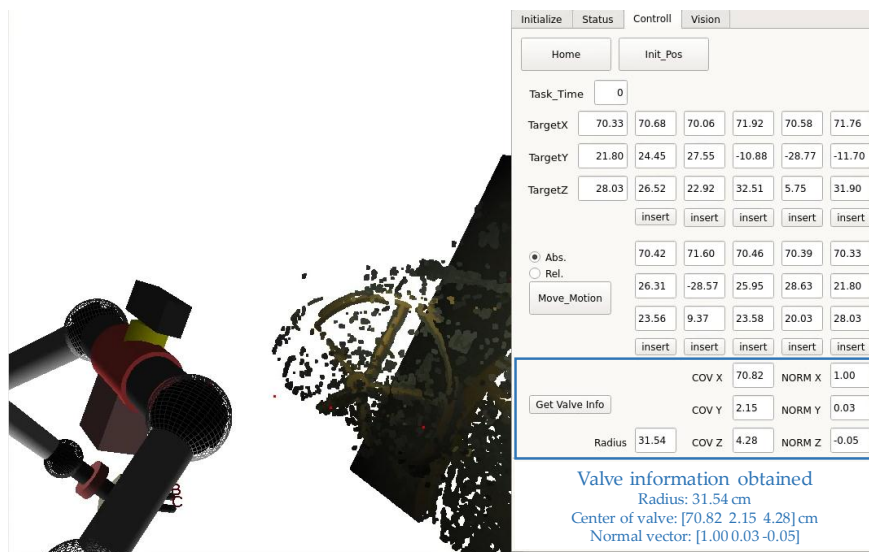 Initialize Status Controll Vision
Home Init_Pos
Task_Time 0
TargetX 70.33 70.68 70.06 71.92 70.58 71.76
TargetY 21.80 24.45 27.55 -10.88 -28.77 -11.70
TargetZ 28.03 26.52 22.92 32.51 5.75 31.90
insert insert insert insert insert
Abs. 70.42 71.60 70.46 70.39 70.33
Rel.
Move_Motion 26.31 -28.57 25.95 28.63 21.80
23.56 9.37 23.58 20.03 28.03
insert insert insert insert insert
COV X 70.82 NORM X 1.00
Get Valve Info COV Y 2.15 NORM Y 0.03
Radius 31.54 COV Z 4.28 NORM Z -0.05
Valve information obtained
Radius: 31.54 cm
Center of valve: [70.82 2.15 4.28] cm
Normal vector: [1.00 0.03 -0.05]